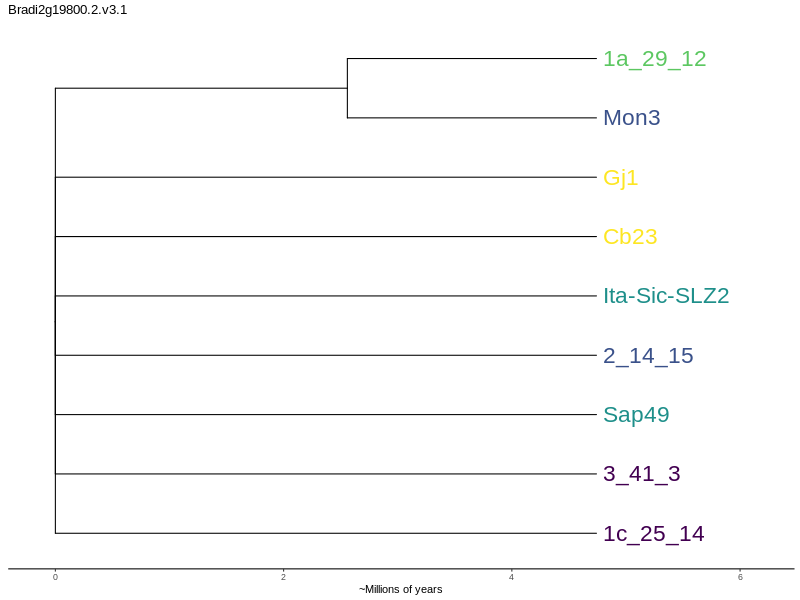 Bradi2g19800.2.v3.1
1a_29_12
Mon3
Gj1
Cb23
Ita-Sic-SLZ2
2_14_15
Sap49
3_41_3
1c_25_14
0 2 4 6
~Millions of years